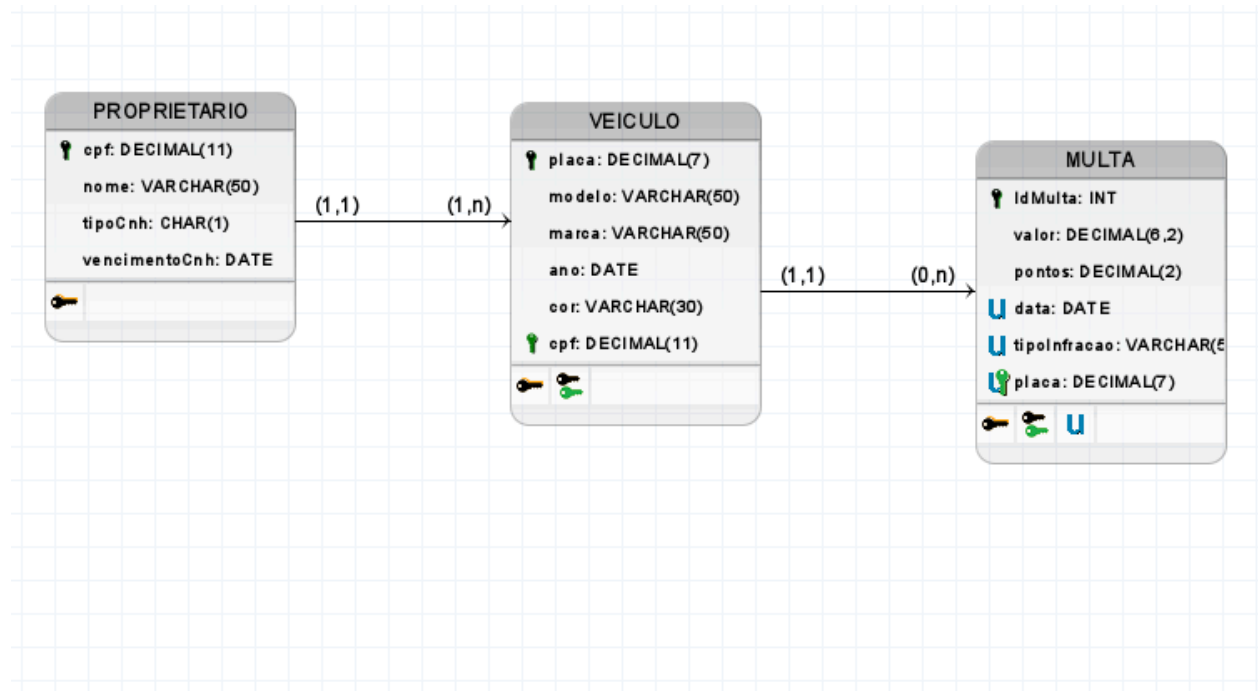 PROPRIETARIO
cpf: DECIMAL(11)
nome: VARCHAR(50)
tipoCnh: CHAR(1)
vencimentoCnh: DATE
(1,1)
(1,n)
VEICULO
placa: DECIMAL(7)
modelo: VARCHAR(50)
marca: VARCHAR(50)
ano: DATE
cor: VARCHAR(30)
cpf: DECIMAL(11)
(1,1)
(0,n)
MULTA
IdMulta: INT
valor: DECIMAL(6,2)
pontos: DECIMAL(2)
U data: DATE
U tipoInfracao: VARCHAR(5
U placa: DECIMAL(7)
U